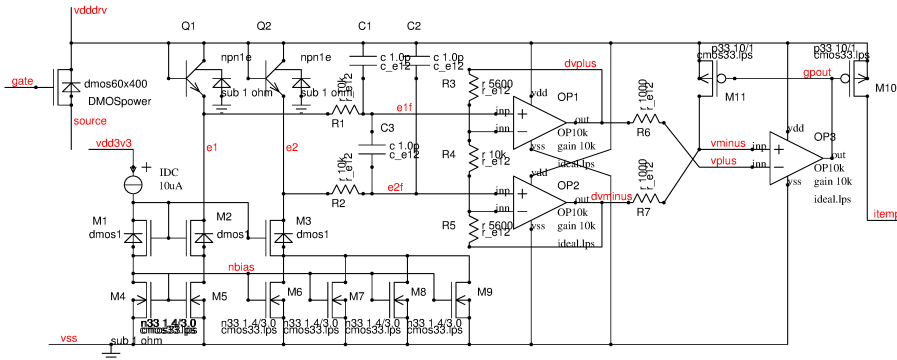 vdddrv
Q1
Q2
C1
C2
npn1e
npn1e
c 1.0p
c_e12
c 1.0p
c_e12
dvplus
p33 10/1
cmos33.lps
p33 10/1
cmos33.lps
gpout
M11
M10
gate
dmos60x400
DMOSpower
sub 1 ohm
sub 1 ohm
r 10k
r_e12
R1
e1f
R3
r 5600
r_e12
vdd
OP1
inp
inn
out
OP10k
gain 10k
ideal.lps
vss
r 1000
r_e12
R6
source
vdd3v3
IDC
10uA
e1
e2
C3
c 1.0p
c_e12
R4
r 10k
r_e12
vminus
vplus
inp
inn
vdd
OP3
out
OP10k
gain 10k
ideal.lps
vss
r 10k
r_e12
R2
e2f
vdd
OP2
inp
inn
out
OP10k
gain 10k
ideal.lps
vss
dvminus
r 1000
r_e12
R7
itemp
M1
dmos1
M2
dmos1
M3
dmos1
R5
r 5600
r_e12
nbias
M4
M5
M6
M7
M8
M9
n33 1.4/3.0
cmos33.lps
n33 1.4/3.0
cmos33.lps
n33 1.4/3.0
cmos33.lps
n33 1.4/3.0
cmos33.lps
n33 1.4/3.0
cmos33.lps
vss
sub 1 ohm